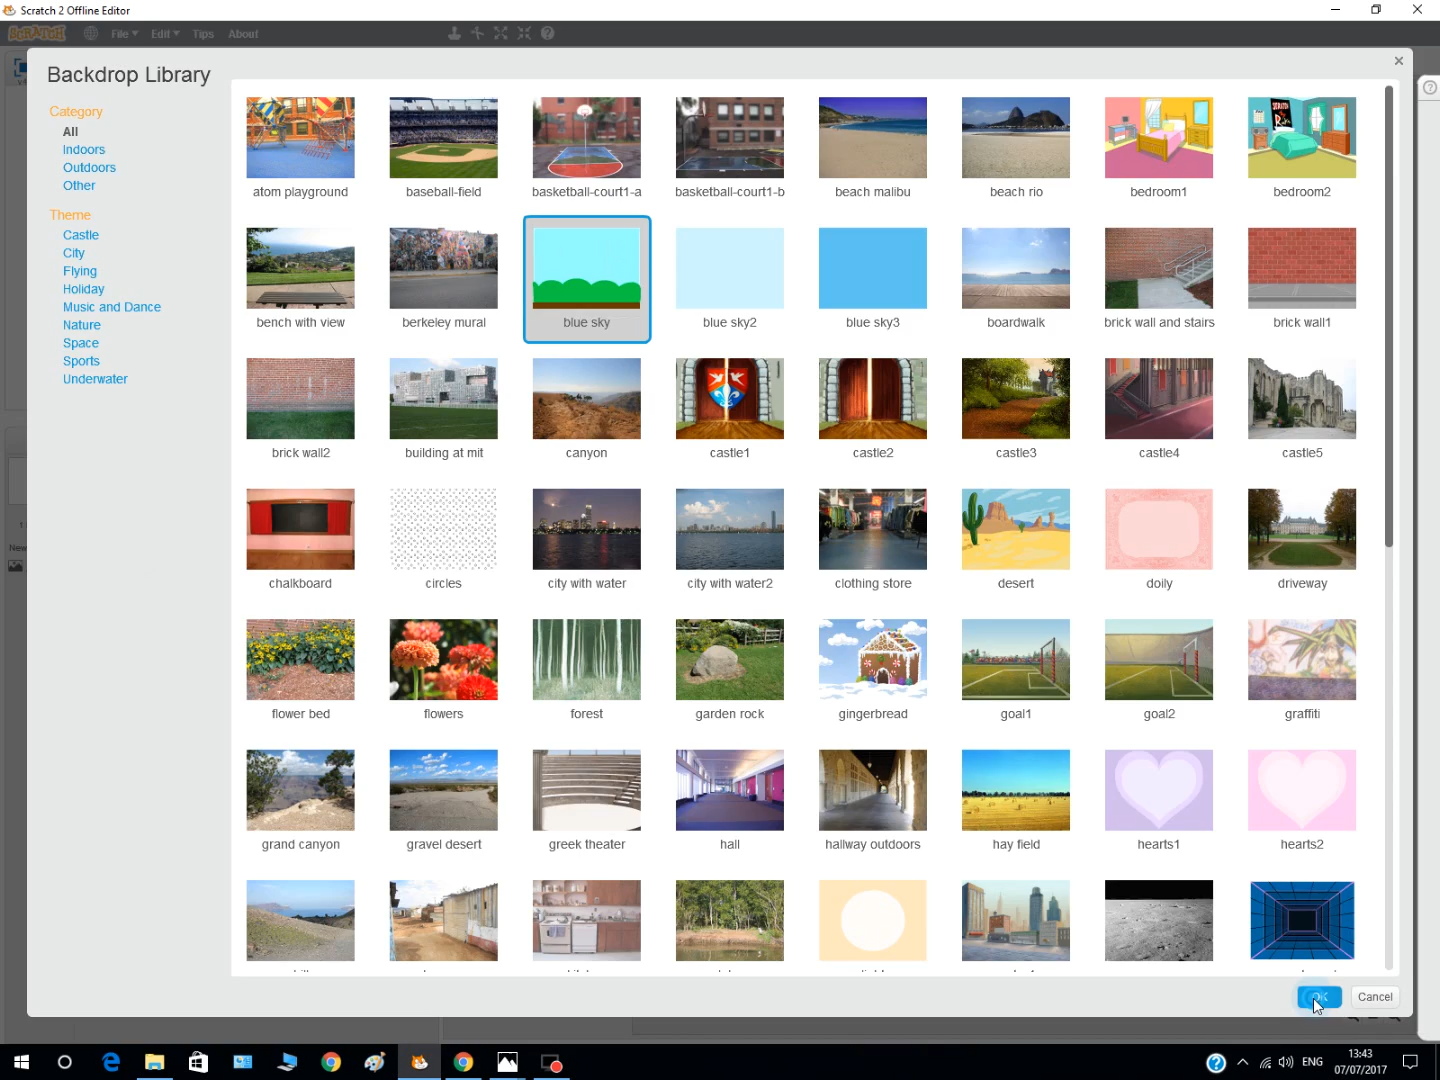 Scratch 2 Offline Editor
SCRATCH File Edit Tips About
Backdrop Library
Category
All
Indoors
Outdoors
Other
Theme
Castle
City
Flying
Holiday
Music and Dance
Nature
Space
Sports
Underwater
atom playground baseball-field basketball-court1-a basketball-court1-b beach malibu beach rio bedroom1 bedroom2
bench with view berkeley mural blue sky blue sky2 blue sky3 boardwalk brick wall and stairs brick wall1
brick wall2 building at mit canyon castle1 castle2 castle3 castle4 castle5
chalkboard circles city with water city with water2 clothing store desert doily driveway
flower bed flowers forest garden rock gingerbread goal1 goal2 graffiti
grand canyon gravel desert greek theater hall hallway outdoors hay field hearts1 hearts2
New
OK Cancel
ENG
13:43
07/07/2017